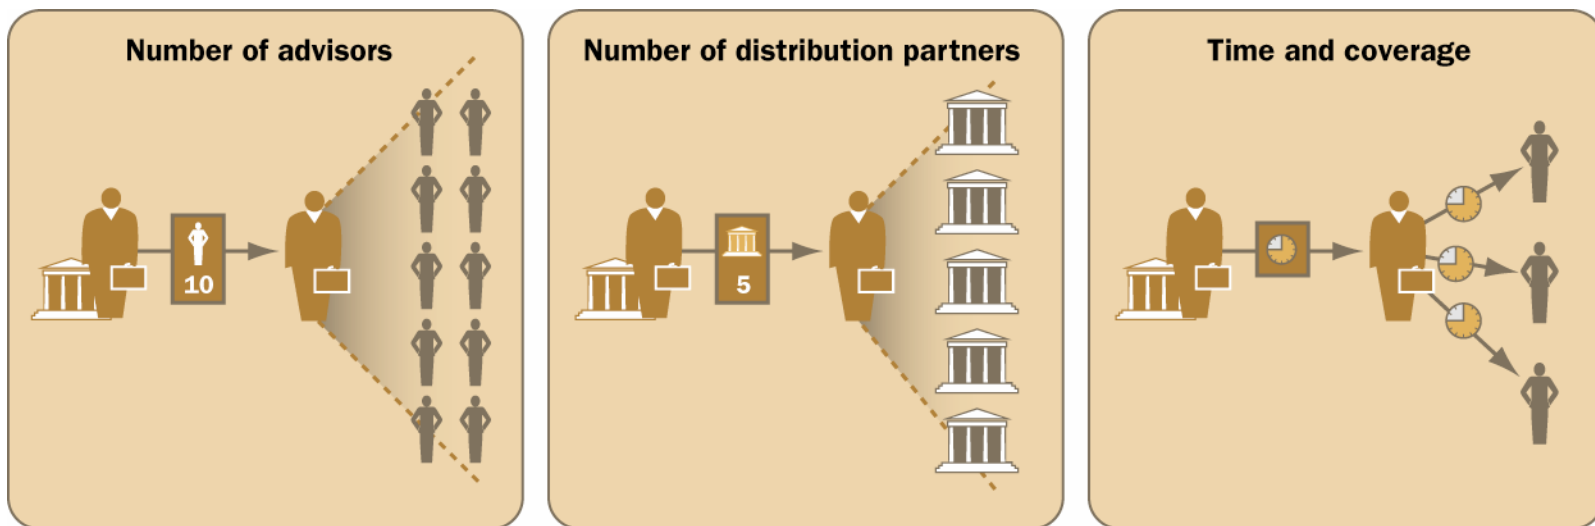 Number of advisors
10
Number of distribution partners
5
Time and coverage